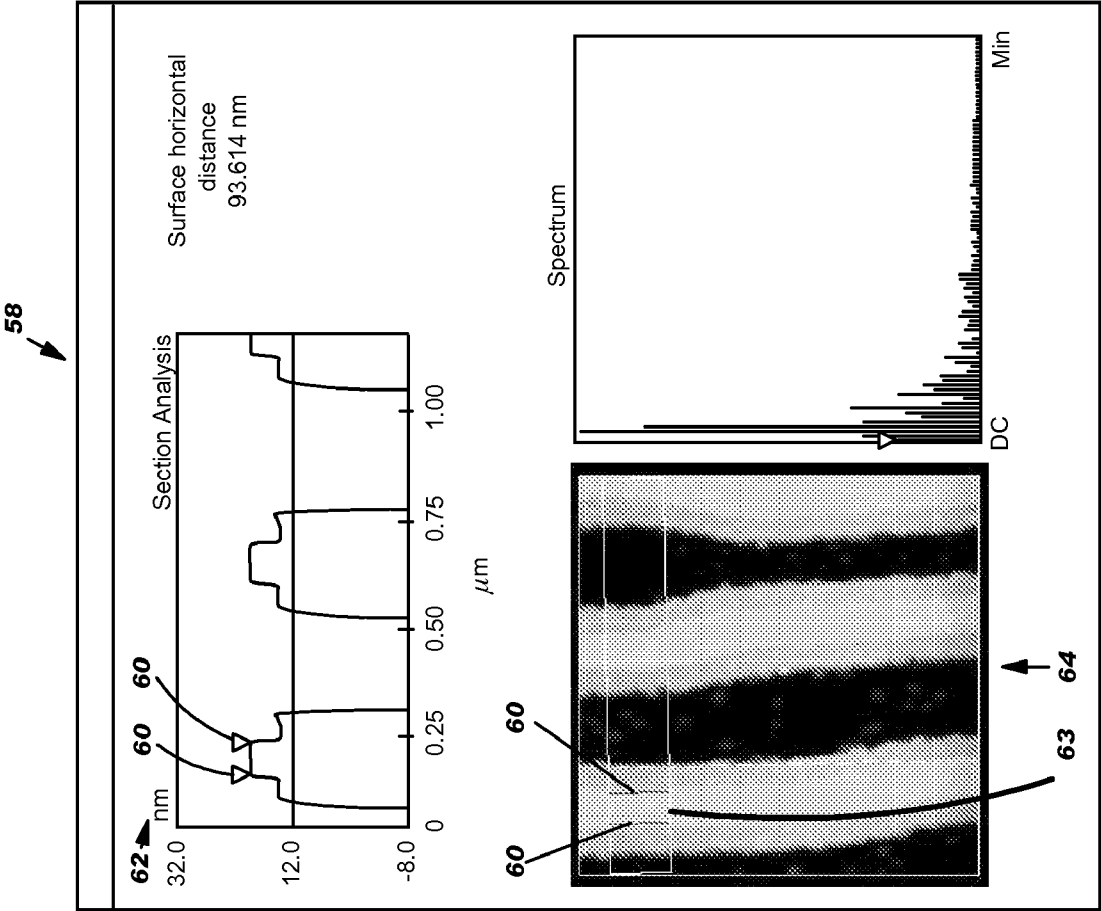 58
Section Analysis
Surface horizontal
distance
93.614 nm
60
60
62
nm
32.0
12.0
-8.0
0
0.25
0.50
0.75
1.00
μm
60
60
63
64
Spectrum
DC
Min